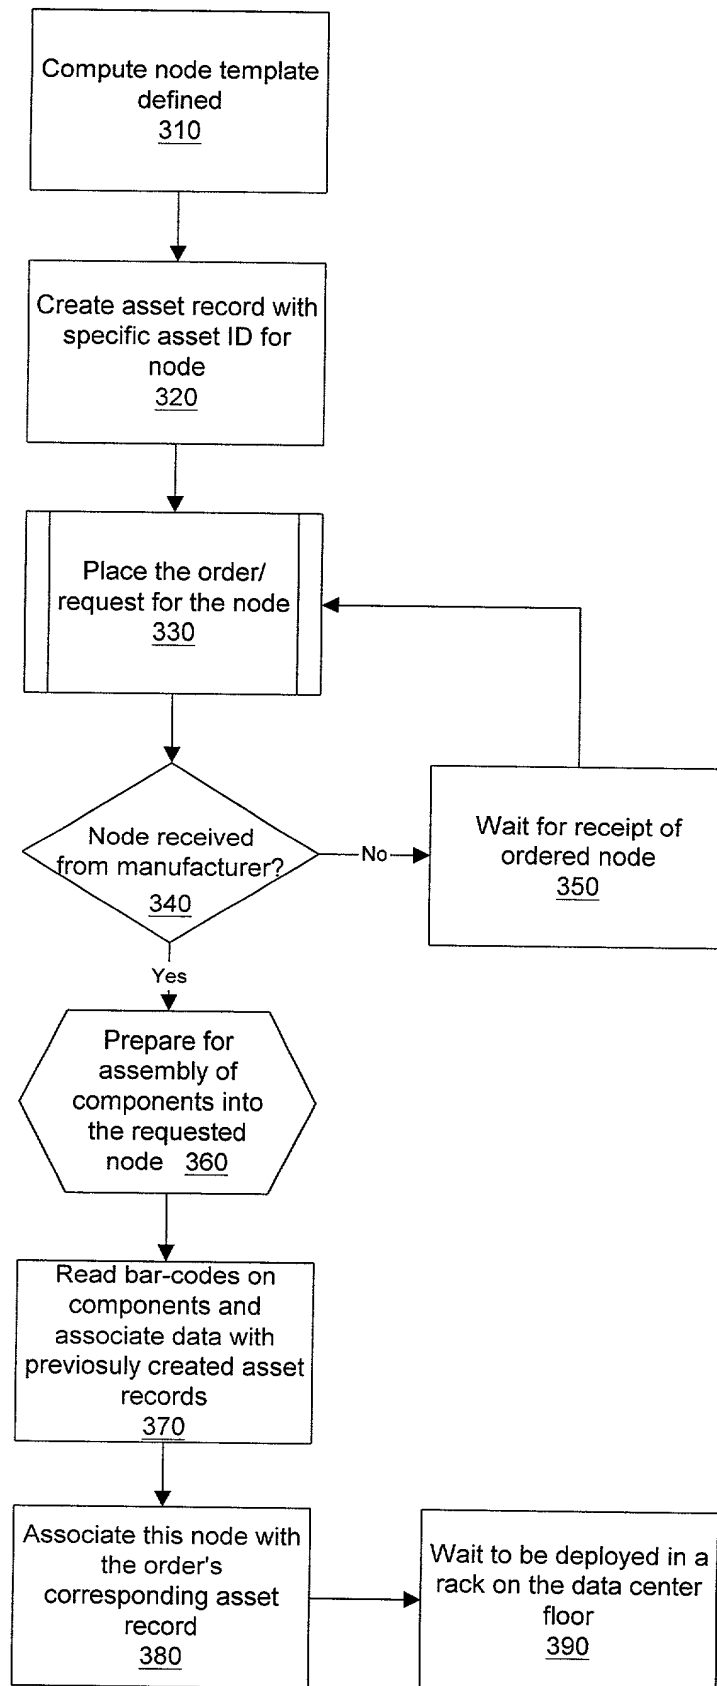 Compute node template
defined
310
Create asset record with
specific asset ID for
node
320
Place the order/
request for the node
330
Node received
from manufacturer?
340
No
Wait for receipt of
ordered node
350
Yes
Prepare for
assembly of
components into
the requested
node 360
Read bar-codes on
components and
associate data with
previosuly created asset
records
370
Associate this node with
the order's
corresponding asset
record
380
Wait to be deployed in a
rack on the data center
floor
390